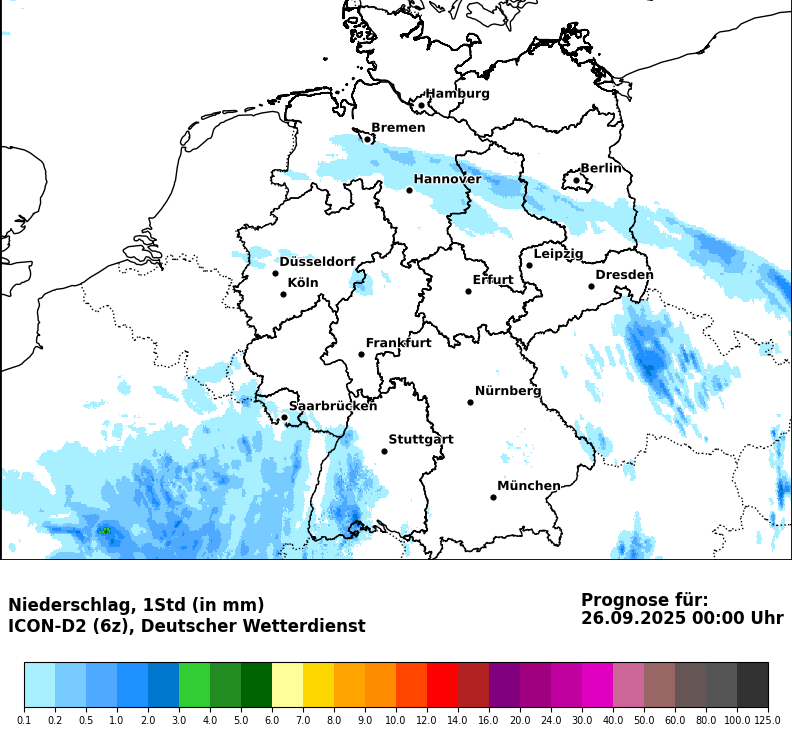 Hamburg
Bremen
Berlin
Hannover
Leipzig
Düsseldorf
Dresden
Köln
Erfurt
Frankfurt
Nürnberg
Saarbrücken
Stuttgart
München
Niederschlag, 1Std (in mm)
ICON-D2 (6z), Deutscher Wetterdienst
Prognose für:
26.09.2025 00:00 Uhr
0.1 0.2 0.5 1.0 2.0 3.0 4.0 5.0 6.0 7.0 8.0 9.0 10.0 12.0 14.0 16.0 20.0 24.0 30.0 40.0 50.0 60.0 80.0 100.0 125.0